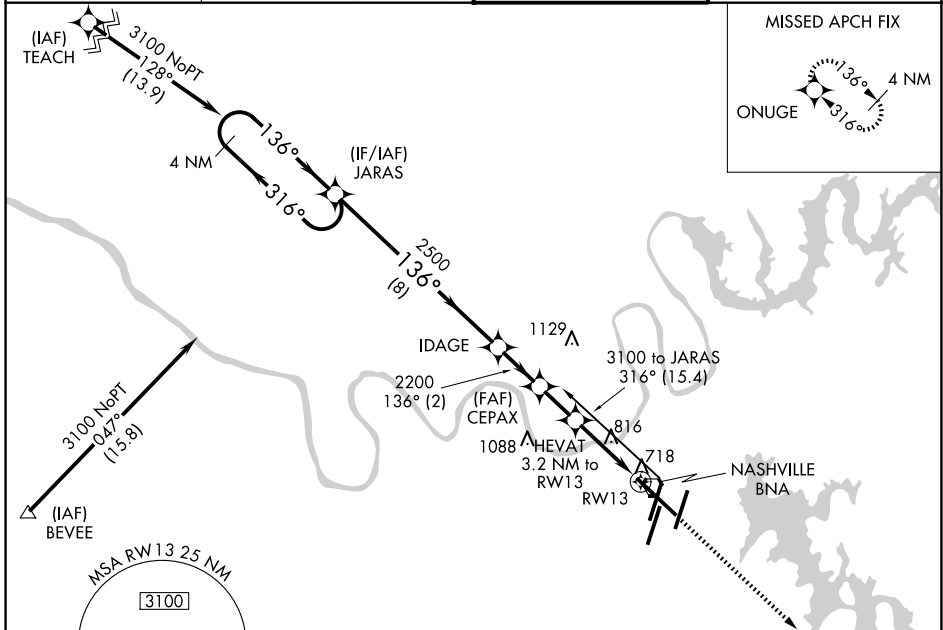 (IAF)
TEACH
3100 NoPT
128°
(13.9)
MISSED APCH FIX
136°
4 NM
ONUGE
316°
136°
4 NM
316°
(IF/IAF)
JARAS
2500
136°
(8)
1129
IDAGE
3100 to JARAS
316° (15.4)
2200
136° (2)
(FAF)
CEPAX
816
1088
HEVAT
3.2 NM to
RW13
718
RW13
NASHVILLE
BNA
3100 NoPT
047°
(15.8)
(IAF)
BEVEE
MSA RW13 25 NM
3100